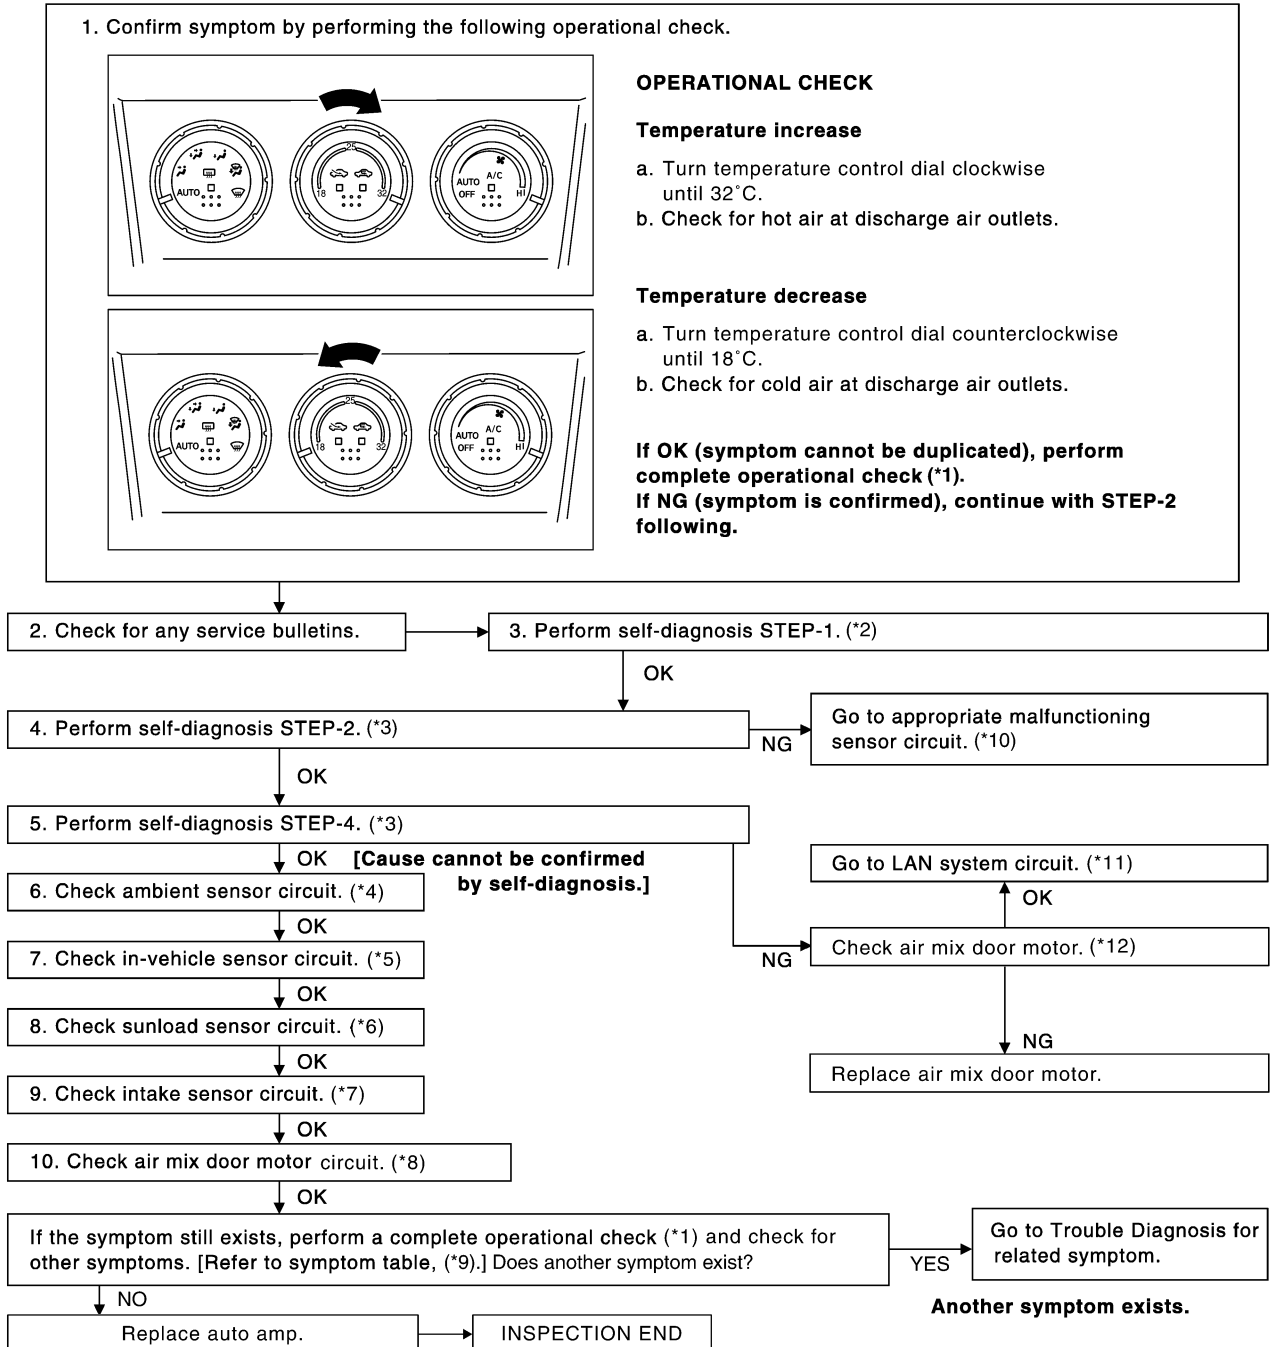 1. Confirm symptom by performing the following operational check.
25
18
32
AUTO
AUTO
OFF
A/C
HI
OPERATIONAL CHECK
Temperature increase
a. Turn temperature control dial clockwise
until 32˚C.
b. Check for hot air at discharge air outlets.
25
18
32
AUTO
AUTO
OFF
A/C
HI
Temperature decrease
a. Turn temperature control dial counterclockwise
until 18˚C.
b. Check for cold air at discharge air outlets.
If OK (symptom cannot be duplicated), perform
complete operational check (*1).
If NG (symptom is confirmed), continue with STEP-2
following.
2. Check for any service bulletins.
3. Perform self-diagnosis STEP-1. (*2)
OK
4. Perform self-diagnosis STEP-2. (*3)
NG
Go to appropriate malfunctioning
sensor circuit. (*10)
OK
5. Perform self-diagnosis STEP-4. (*3)
OK
[Cause cannot be confirmed
by self-diagnosis.]
Go to LAN system circuit. (*11)
OK
NG
Check air mix door motor. (*12)
NG
Replace air mix door motor.
6. Check ambient sensor circuit. (*4)
OK
7. Check in-vehicle sensor circuit. (*5)
OK
8. Check sunload sensor circuit. (*6)
OK
9. Check intake sensor circuit. (*7)
OK
10. Check air mix door motor circuit. (*8)
OK
If the symptom still exists, perform a complete operational check (*1) and check for
other symptoms. [Refer to symptom table, (*9).] Does another symptom exist?
YES
Go to Trouble Diagnosis for
related symptom.
Another symptom exists.
NO
Replace auto amp.
INSPECTION END